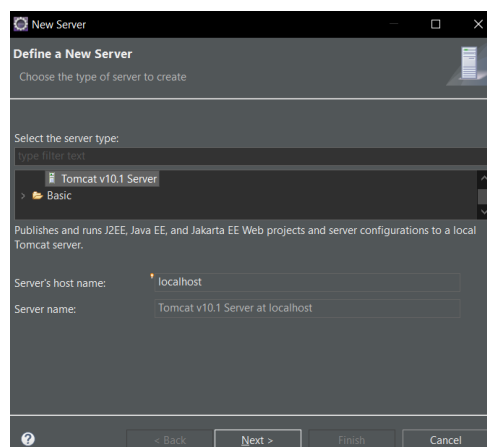 New Server
Define a New Server
Choose the type of server to create
Select the server type:
type filter text
Tomcat v10.1 Server
Basic
Publishes and runs J2EE, Java EE, and Jakarta EE Web projects and server configurations to a local
Tomcat server.
Server's host name:
localhost
Server name:
Tomcat v10.1 Server at localhost
?
< Back
Next >
Finish
Cancel